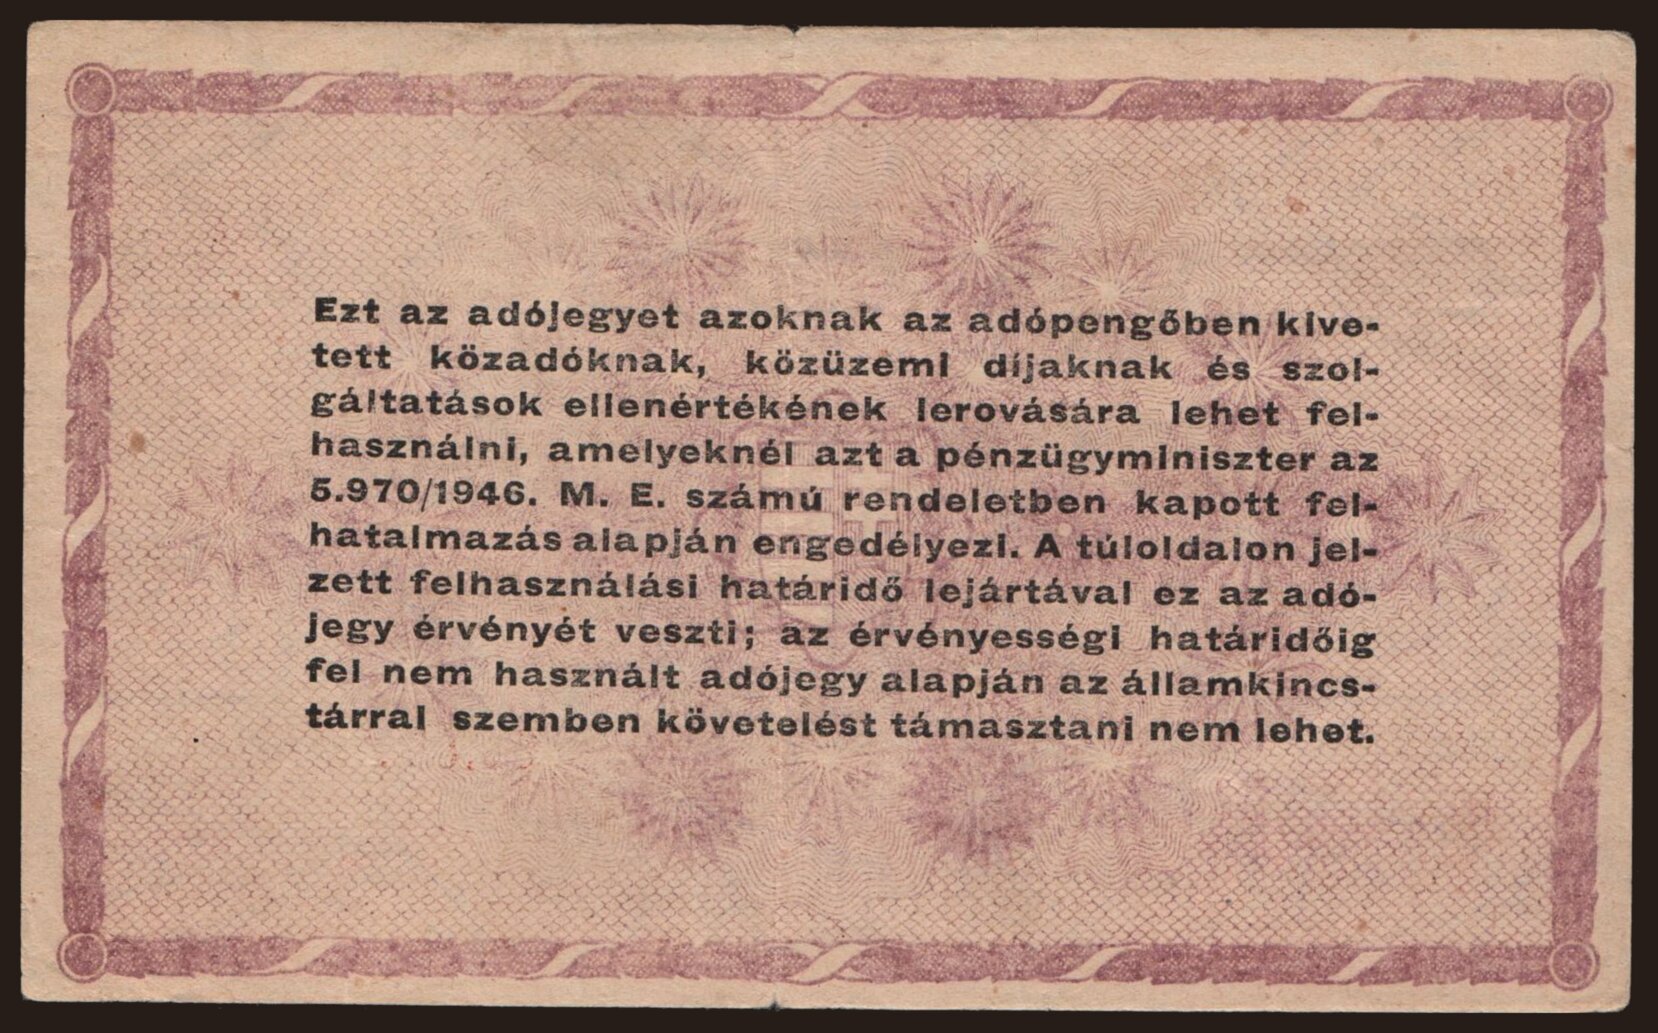 Ezt az adójegyet azoknak az adópengőben kive-
tett közadóknak, közüzemi díjaknak és szol-
gáltatások ellenértékének lerovására lehet fel-
használni, amelyeknél azt a pénzügyminiszter az
5.970/1946. M. E. számú rendeletben kapott fel-
hatalmazás alapján engedélyezi. A túloldalon jel-
zett felhasználási határidő lejártával ez az adó-
jegy érvényét veszti; az érvényességi határidőig
fel nem használt adójegy alapján az államkincs-
tárral szemben követelést támasztani nem lehet.